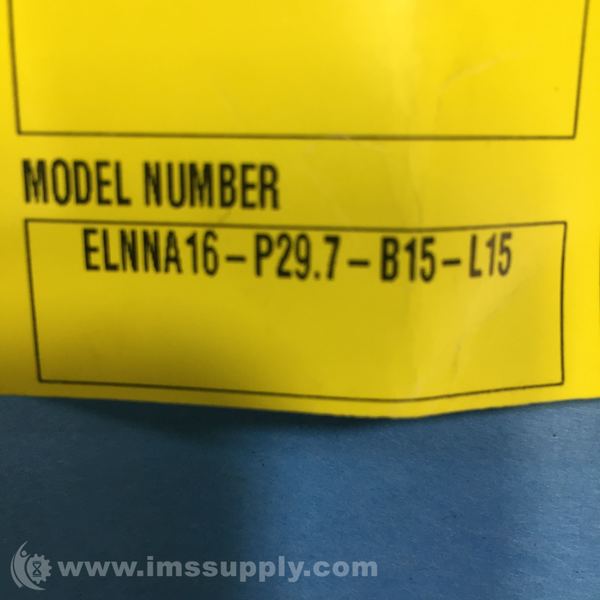 MODEL NUMBER
ELNNA16-P29.7-B15-L15
www.imssupply.com